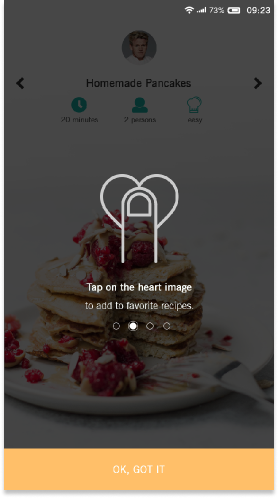 73% 09:23
Homemade Pancakes
20 minutes 2 persons easy
Tap on the heart image
to add to favorite recipes.
OK, GOT IT